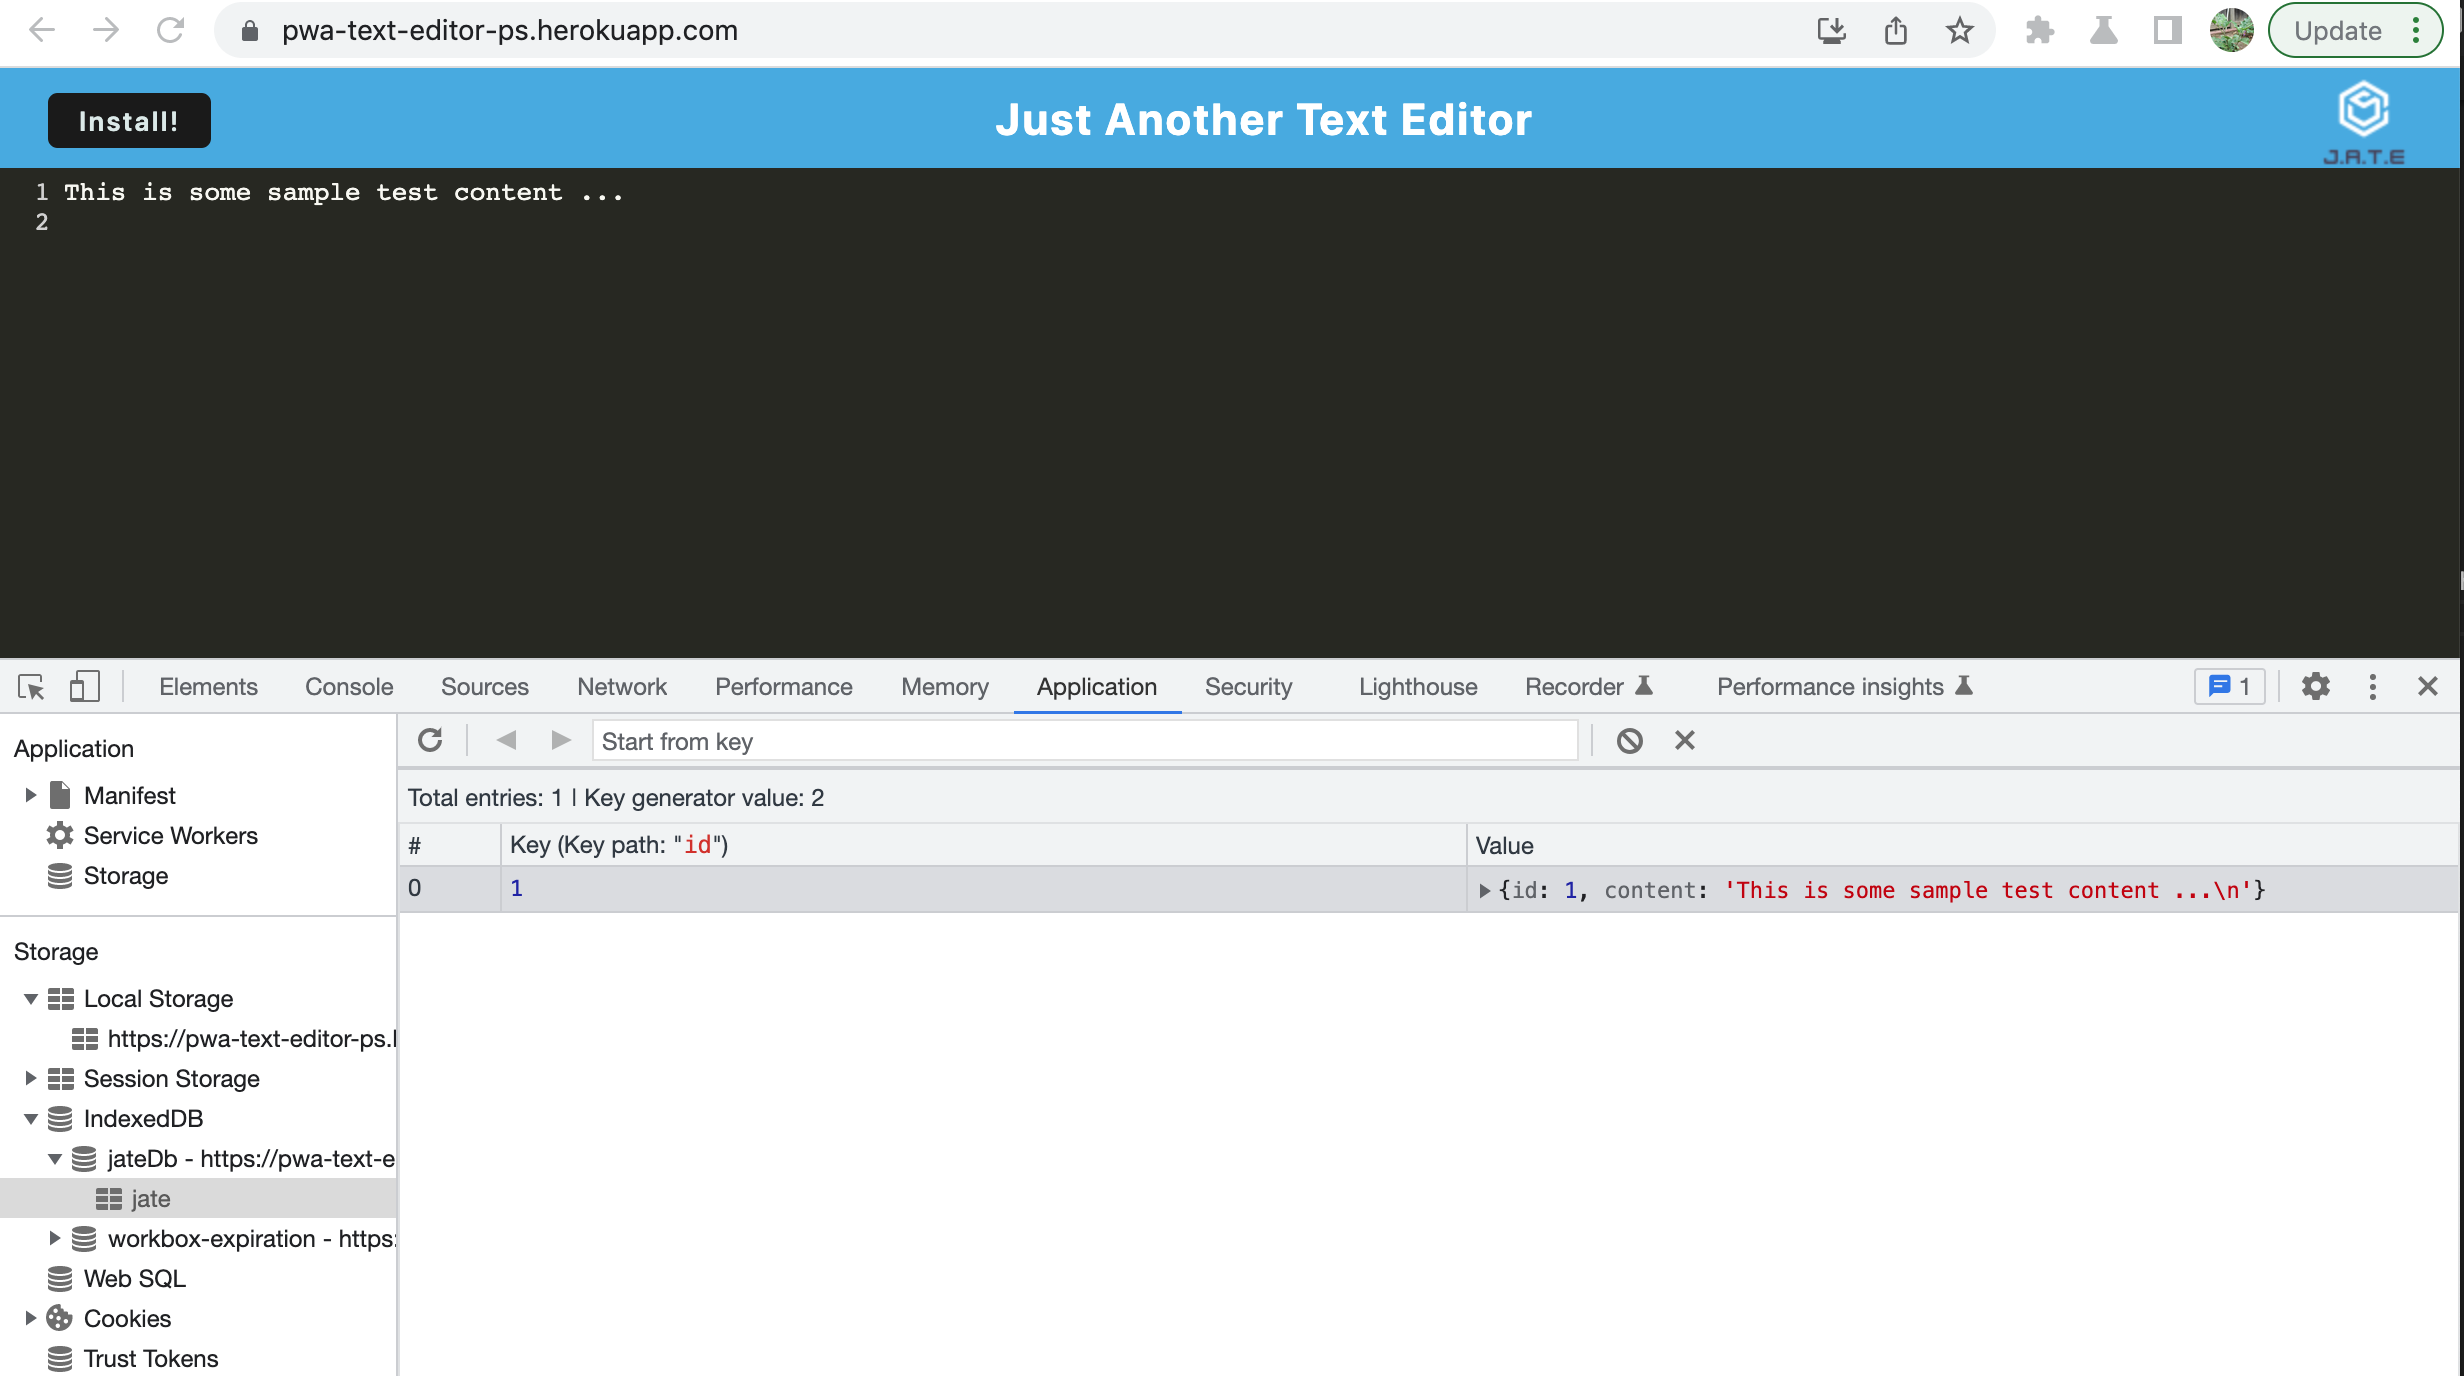 pwa-text-editor-ps.herokuapp.com
Update
Install!
Just Another Text Editor
J.A.T.E
1 This is some sample test content ...
2
Elements Console Sources Network Performance Memory Application Security Lighthouse Recorder Performance insights 1
Application
Manifest
Service Workers
Storage
Storage
Local Storage
https://pwa-text-editor-ps.
Session Storage
IndexedDB
jateDb - https://pwa-text-e
jate
workbox-expiration - https:
Web SQL
Cookies
Trust Tokens
Start from key
Total entries: 1 | Key generator value: 2
# Key (Key path: "id") Value
0 1 {id: 1, content: 'This is some sample test content ...\n'}